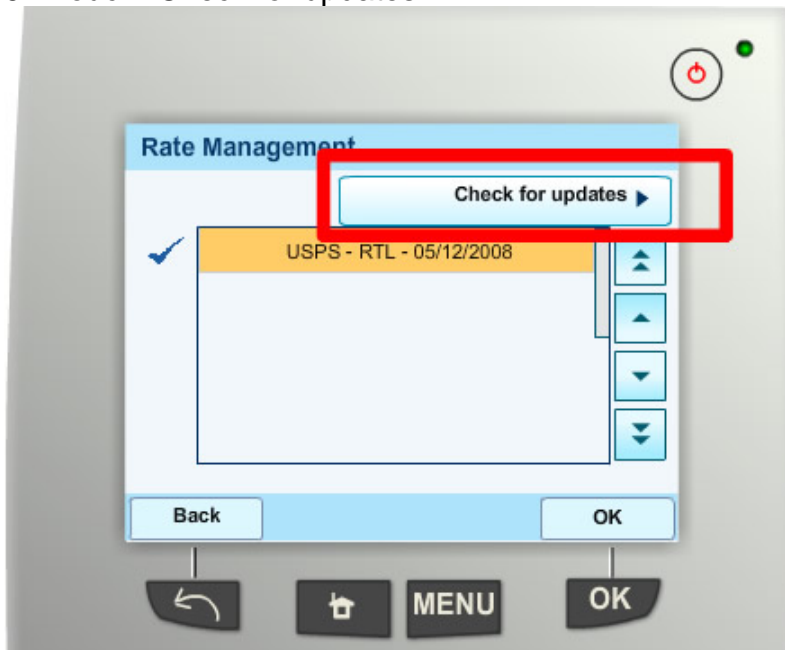 Rate Management
Check for updates
USPS - RTL - 05/12/2008
Back
OK
MENU
OK